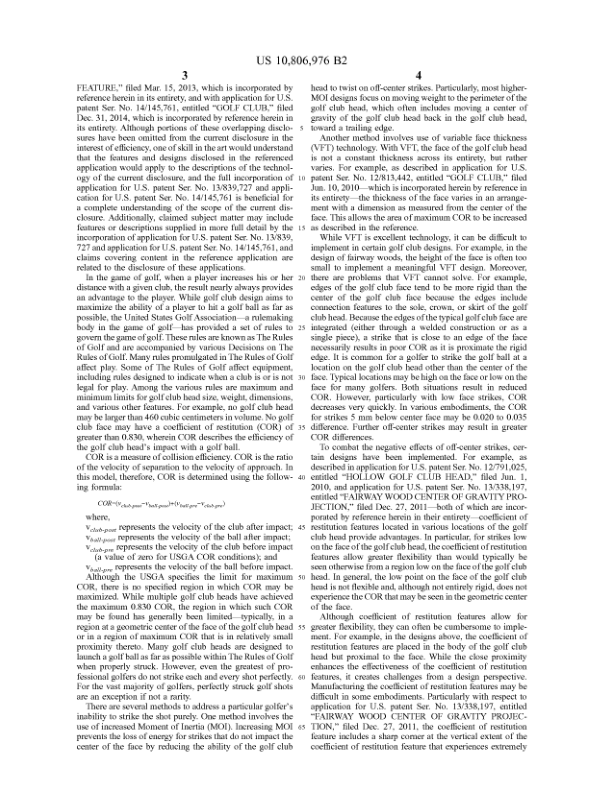 US 10,806,976 B2
3
FEATURE,” filed Mar. 15, 2013, which is incorporated by
reference herein in its entirety, and with application for U.S.
patent Ser. No. 14/145,761, entitled “GOLF CLUB,” filed
Dec. 31, 2014, which is incorporated by reference herein in
its entirety. Although portions of these overlapping disclo-
sures have been omitted from the current disclosure in the
interest of efficiency, one of skill in the art would understand
that the features and designs disclosed in the referenced
application would apply to the descriptions of the technol-
ogy of the current disclosure, and the full incorporation of
application for U.S. patent Ser. No. 13/839,727 and appli-
cation for U.S. patent Ser. No. 14/145,761 is beneficial for
a complete understanding of the scope of the current dis-
closure. Additionally, claimed subject matter may include
features or descriptions supplied in more full detail by the
incorporation of application for U.S. patent Ser. No. 13/839,
727 and application for U.S. patent Ser. No. 14/145,761, and
claims covering content in the reference application are
related to the disclosure of these applications.
In the game of golf, when a player increases his or her
distance with a given club, the result nearly always provides
an advantage to the player. While golf club design aims to
maximize the ability of a player to hit a golf ball as far as
possible, the United States Golf Association—a rulemaking
body in the game of golf—has provided a set of rules to
govern the game of golf. These rules are known as The Rules
of Golf and are accompanied by various Decisions on The
Rules of Golf. Many rules promulgated in The Rules of Golf
affect play. Some of The Rules of Golf affect equipment,
including rules designed to indicate when a club is or is not
legal for play. Among the various rules are maximum and
minimum limits for golf club head size, weight, dimensions,
and various other features. For example, no golf club head
may be larger than 460 cubic centimeters in volume. No golf
club face may have a coefficient of restitution (COR) of
greater than 0.830, wherein COR describes the efficiency of
the golf club head’s impact with a golf ball.
COR is a measure of collision efficiency. COR is the ratio
of the velocity of separation to the velocity of approach. In
this model, therefore, COR is determined using the follow-
ing formula:
COR=(v club-post−v ball-post)÷(v ball-pre−v club-pre)
where,
v club-post represents the velocity of the club after impact;
v ball-post represents the velocity of the ball after impact;
v club-pre represents the velocity of the club before impact
(a value of zero for USGA COR conditions); and
v ball-pre represents the velocity of the ball before impact.
Although the USGA specifies the limit for maximum
COR, there is no specified region in which COR may be
maximized. While multiple golf club heads have achieved
the maximum 0.830 COR, the region in which such COR
may be found has generally been limited—typically, in a
region at a geometric center of the face of the golf club head
or in a region of maximum COR that is in relatively small
proximity thereto. Many golf club heads are designed to
launch a golf ball as far as possible within The Rules of Golf
when properly struck. However, even the greatest of pro-
fessional golfers do not strike each and every shot perfectly.
For the vast majority of golfers, perfectly struck golf shots
are an exception if not a rarity.
There are several methods to address a particular golfer’s
inability to strike the shot purely. One method involves the
use of increased Moment of Inertia (MOI). Increasing MOI
prevents the loss of energy for strikes that do not impact the
center of the face by reducing the ability of the golf club
5
10
15
20
25
30
35
40
45
50
55
60
65
4
head to twist on off-center strikes. Particularly, most higher-
MOI designs focus on moving weight to the perimeter of the
golf club head, which often includes moving a center of
gravity of the golf club head back in the golf club head,
toward a trailing edge.
Another method involves use of variable face thickness
(VFT) technology. With VFT, the face of the golf club head
is not a constant thickness across its entirety, but rather
varies. For example, as described in application for U.S.
patent Ser. No. 12/813,442, entitled “GOLF CLUB,” filed
Jun. 10, 2010—which is incorporated herein by reference in
its entirety—the thickness of the face varies in an arrange-
ment with a dimension as measured from the center of the
face. This allows the area of maximum COR to be increased
as described in the reference.
While VFT is excellent technology, it can be difficult to
implement in certain golf club designs. For example, in the
design of fairway woods, the height of the face is often too
small to implement a meaningful VFT design. Moreover,
there are problems that VFT cannot solve. For example,
edges of the golf club face tend to be more rigid than the
center of the golf club face because the edges include
connection features to the sole, crown, or skirt of the golf
club head. Because the edges of the typical golf club face are
integrated (either through a welded construction or as a
single piece), a strike that is close to an edge of the face
necessarily results in poor COR as it is proximate the rigid
edge. It is common for a golfer to strike the golf ball at a
location on the golf club head other than the center of the
face. Typical locations may be high on the face or low on the
face for many golfers. Both situations result in reduced
COR. However, particularly with low face strikes, COR
decreases very quickly. In various embodiments, the COR
for strikes 5 mm below center face may be 0.020 to 0.035
difference. Further off-center strikes may result in greater
COR differences.
To combat the negative effects of off-center strikes, cer-
tain designs have been implemented. For example, as
described in application for U.S. patent Ser. No. 12/791,025,
entitled “HOLLOW GOLF CLUB HEAD,” filed Jun. 1,
2010, and application for U.S. patent Ser. No. 13/338,197,
entitled “FAIRWAY WOOD CENTER OF GRAVITY PRO-
JECTION,” filed Dec. 27, 2011—both of which are incor-
porated by reference herein in their entirety—coefficient of
restitution features located in various locations of the golf
club head provide advantages. In particular, for strikes low
on the face of the golf club head, the coefficient of restitution
features allow greater flexibility than would typically be
seen otherwise from a region low on the face of the golf club
head. In general, the low point on the face of the golf club
head is not flexible and, although not entirely rigid, does not
experience the COR that may be seen in the geometric center
of the face.
Although coefficient of restitution features allow for
greater flexibility, they can often be cumbersome to imple-
ment. For example, in the designs above, the coefficient of
restitution features are placed in the body of the golf club
head but proximal to the face. While the close proximity
enhances the effectiveness of the coefficient of restitution
features, it creates challenges from a design perspective.
Manufacturing the coefficient of restitution features may be
difficult in some embodiments. Particularly with respect to
application for U.S. patent Ser. No. 13/338,197, entitled
“FAIRWAY WOOD CENTER OF GRAVITY PROJEC-
TION,” filed Dec. 27, 2011, the coefficient of restitution
feature includes a sharp corner at the vertical extent of the
coefficient of restitution feature that experiences extremely